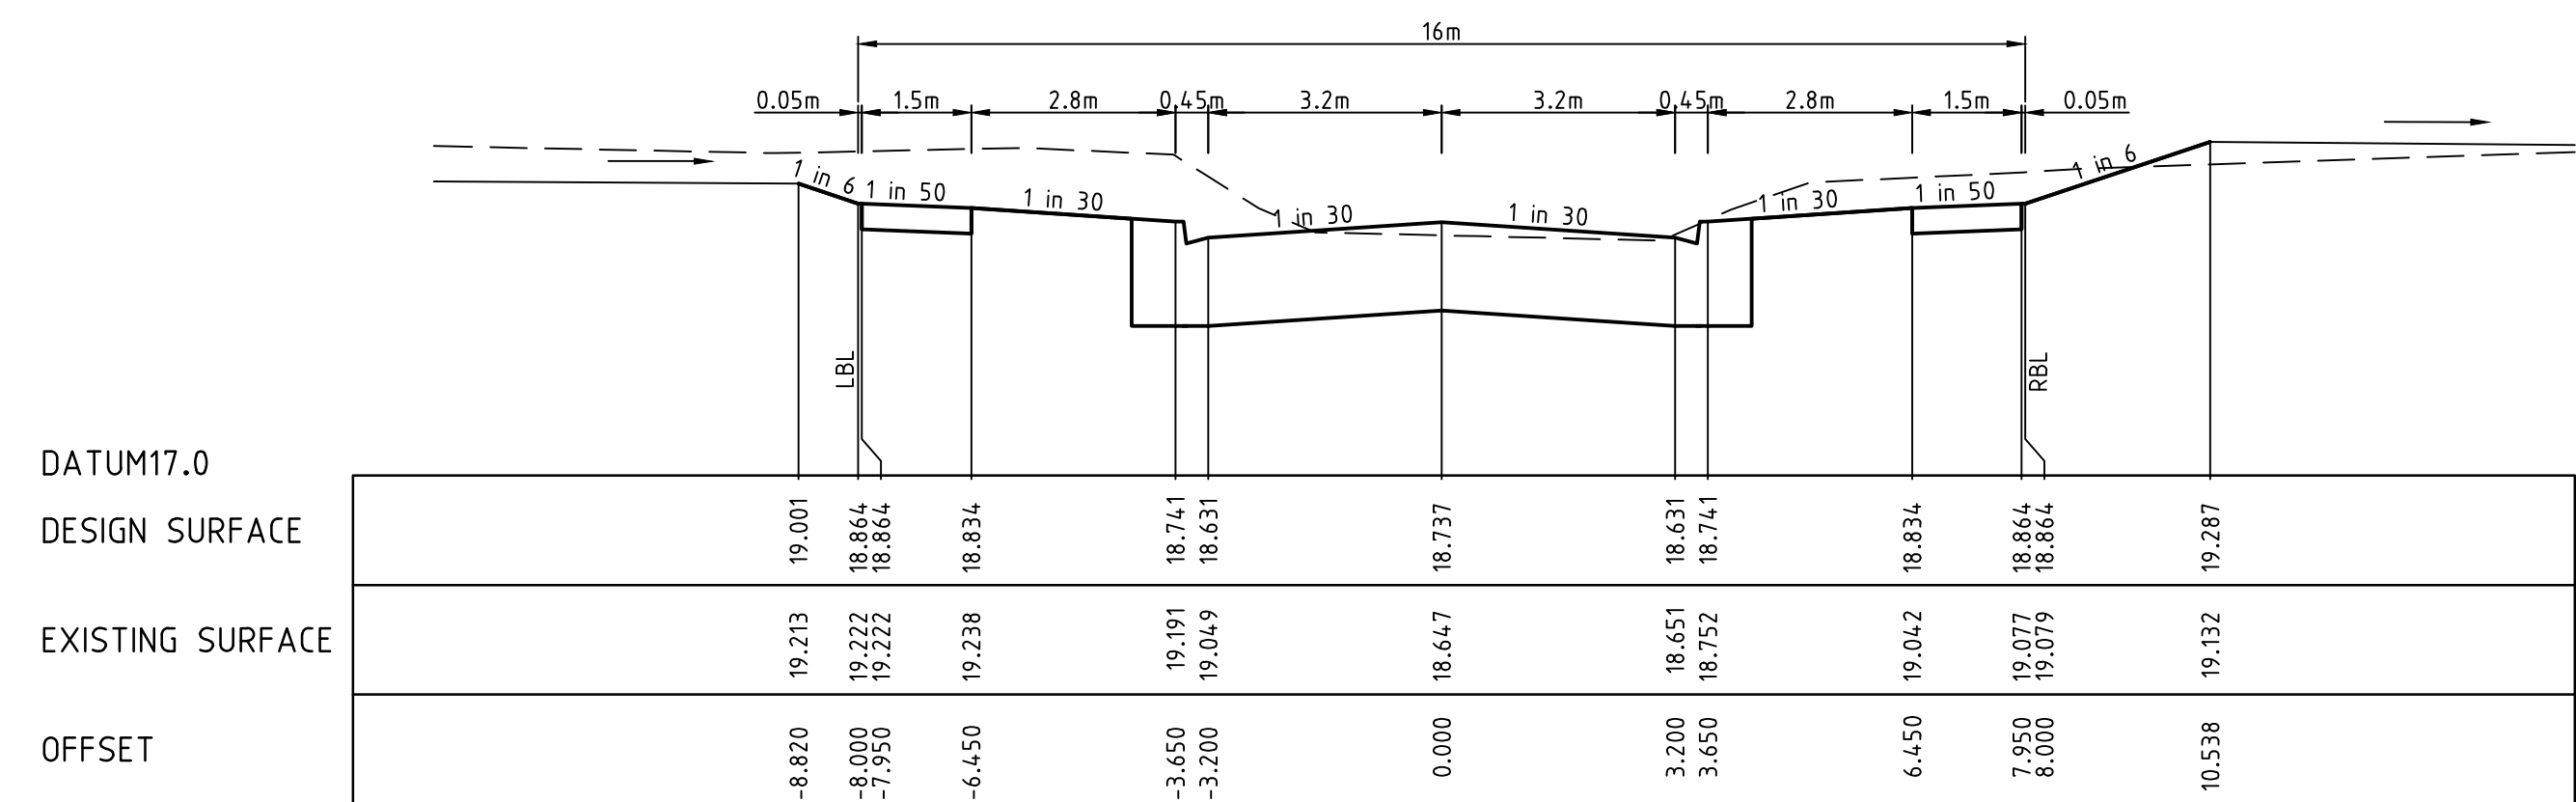 16m
0.05m 1.5m 2.8m 0.45m 3.2m 3.2m 0.45m 2.8m 1.5m 0.05m
1 in 6 1 in 50 1 in 30 1 in 30 1 in 30 1 in 30 1 in 50 1 in 6
LBL RBL
DATUM17.0
DESIGN SURFACE 19.001 18.864 18.864 18.834 18.741 18.631 18.737 18.631 18.741 18.834 18.864 18.864 19.287
EXISTING SURFACE 19.213 19.222 19.222 19.238 19.191 19.049 18.647 18.651 18.752 19.042 19.077 19.079 19.132
OFFSET -8.820 -8.000 -7.950 -6.450 -3.650 -3.200 0.000 3.200 3.650 6.450 7.950 8.000 10.538